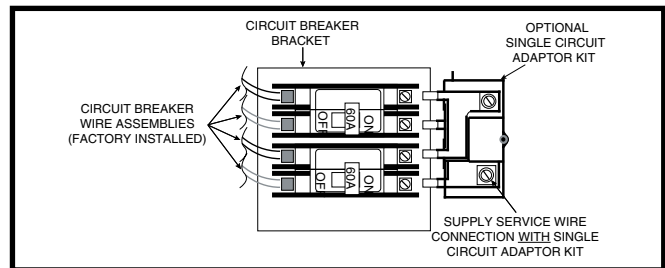 CIRCUIT BREAKER
BRACKET
OPTIONAL
SINGLE CIRCUIT
ADAPTOR KIT
CIRCUIT BREAKER
WIRE ASSEMBLIES
(FACTORY INSTALLED)
OFF
60A
ON
OFF
60A
ON
SUPPLY SERVICE WIRE
CONNECTION WITH SINGLE
CIRCUIT ADAPTOR KIT